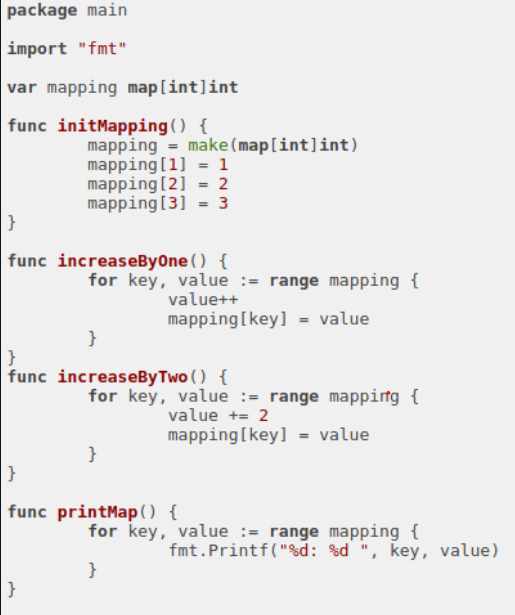 package main
import "fmt"
var mapping map[int]int
func initMapping() {
mapping = make(map[int]int)
mapping[1] = 1
mapping[2] = 2
mapping[3] = 3
}
func increaseByOne() {
for key, value := range mapping {
value++
mapping[key] = value
}
}
func increaseByTwo() {
for key, value := range mapping {
value += 2
mapping[key] = value
}
}
func printMap() {
for key, value := range mapping {
fmt.Printf("%d: %d ", key, value)
}
}